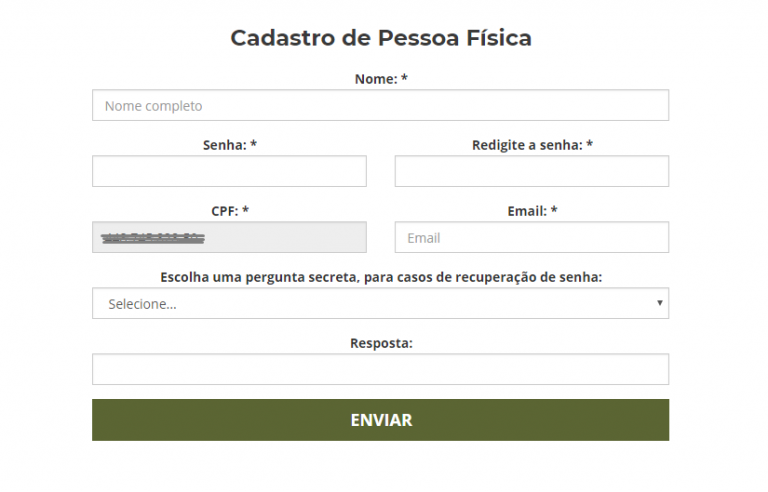 Cadastro de Pessoa Física
Nome: *
Nome completo
Senha: *
Redigite a senha: *
CPF: *
Email: *
Email
Escolha uma pergunta secreta, para casos de recuperação de senha:
Selecione...
Resposta:
ENVIAR